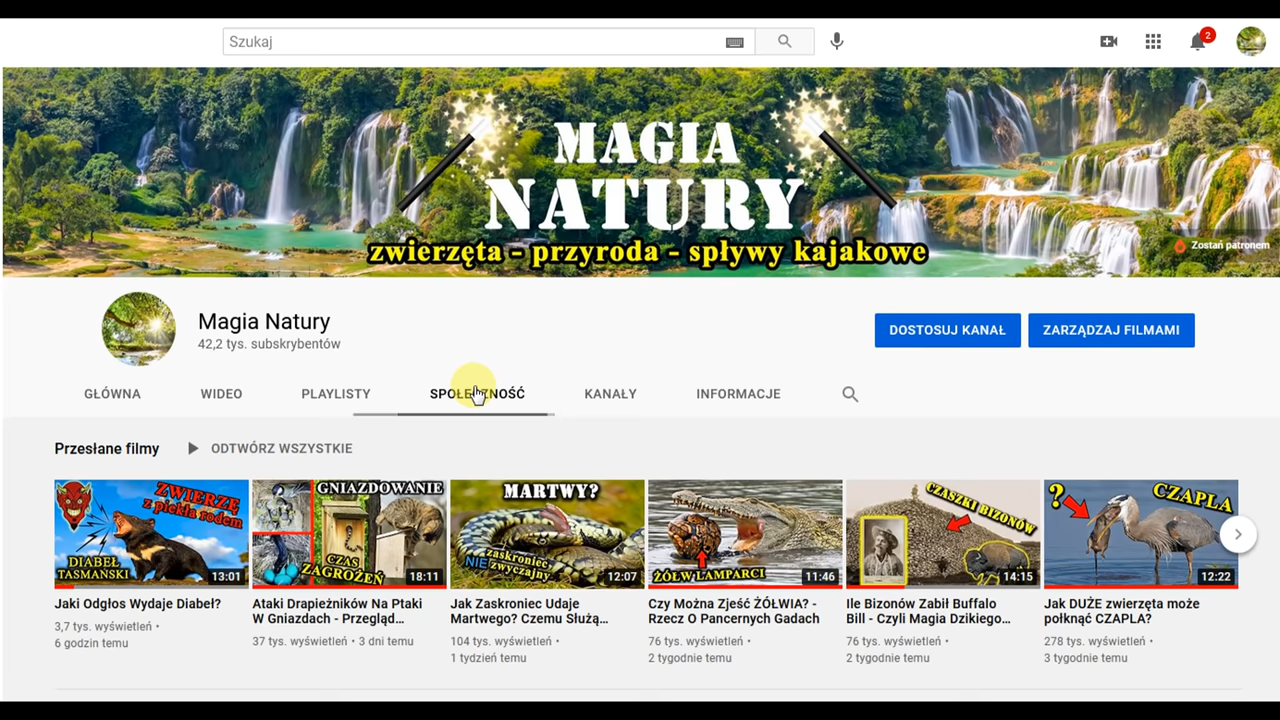 Szukaj
2
MAGIA
NATURY
zwierzęta - przyroda - spływy kajakowe
Zostań patronem
Magia Natury
42,2 tys. subskrybentów
DOSTOSUJ KANAŁ
ZARZĄDZAJ FILMAMI
GŁÓWNA
WIDEO
PLAYLISTY
SPOŁECZNOŚĆ
KANAŁY
INFORMACJE
Przesłane filmy
ODTWÓRZ WSZYSTKIE
ZWIERZĘ
z piekła rodem
DIABEŁ
TASMAŃSKI
13:01
Jaki Odgłos Wydaje Diabeł?
3,7 tys. wyświetleń •
6 godzin temu
GNIAZDOWANIE
CZAS
ZAGROŻEŃ
18:11
Ataki Drapieżników Na Ptaki
W Gniazdach - Przegląd...
37 tys. wyświetleń • 3 dni temu
MARTWY?
zaskroniec
NIEzwyczajny
12:07
Jak Zaskroniec Udaje
Martwego? Czemu Służą...
104 tys. wyświetleń •
1 tydzień temu
ŻÓŁW LAMPARCI
11:46
Czy Można Zjeść ŻÓŁWIA? -
Rzecz O Pancernych Gadach
76 tys. wyświetleń •
2 tygodnie temu
CZASZKI BIZONÓW
14:15
Ile Bizonów Zabił Buffalo
Bill - Czyli Magia Dzikiego...
76 tys. wyświetleń •
2 tygodnie temu
?
CZAPLA
12:22
Jak DUŻE zwierzęta może
połknąć CZAPLA?
278 tys. wyświetleń •
3 tygodnie temu